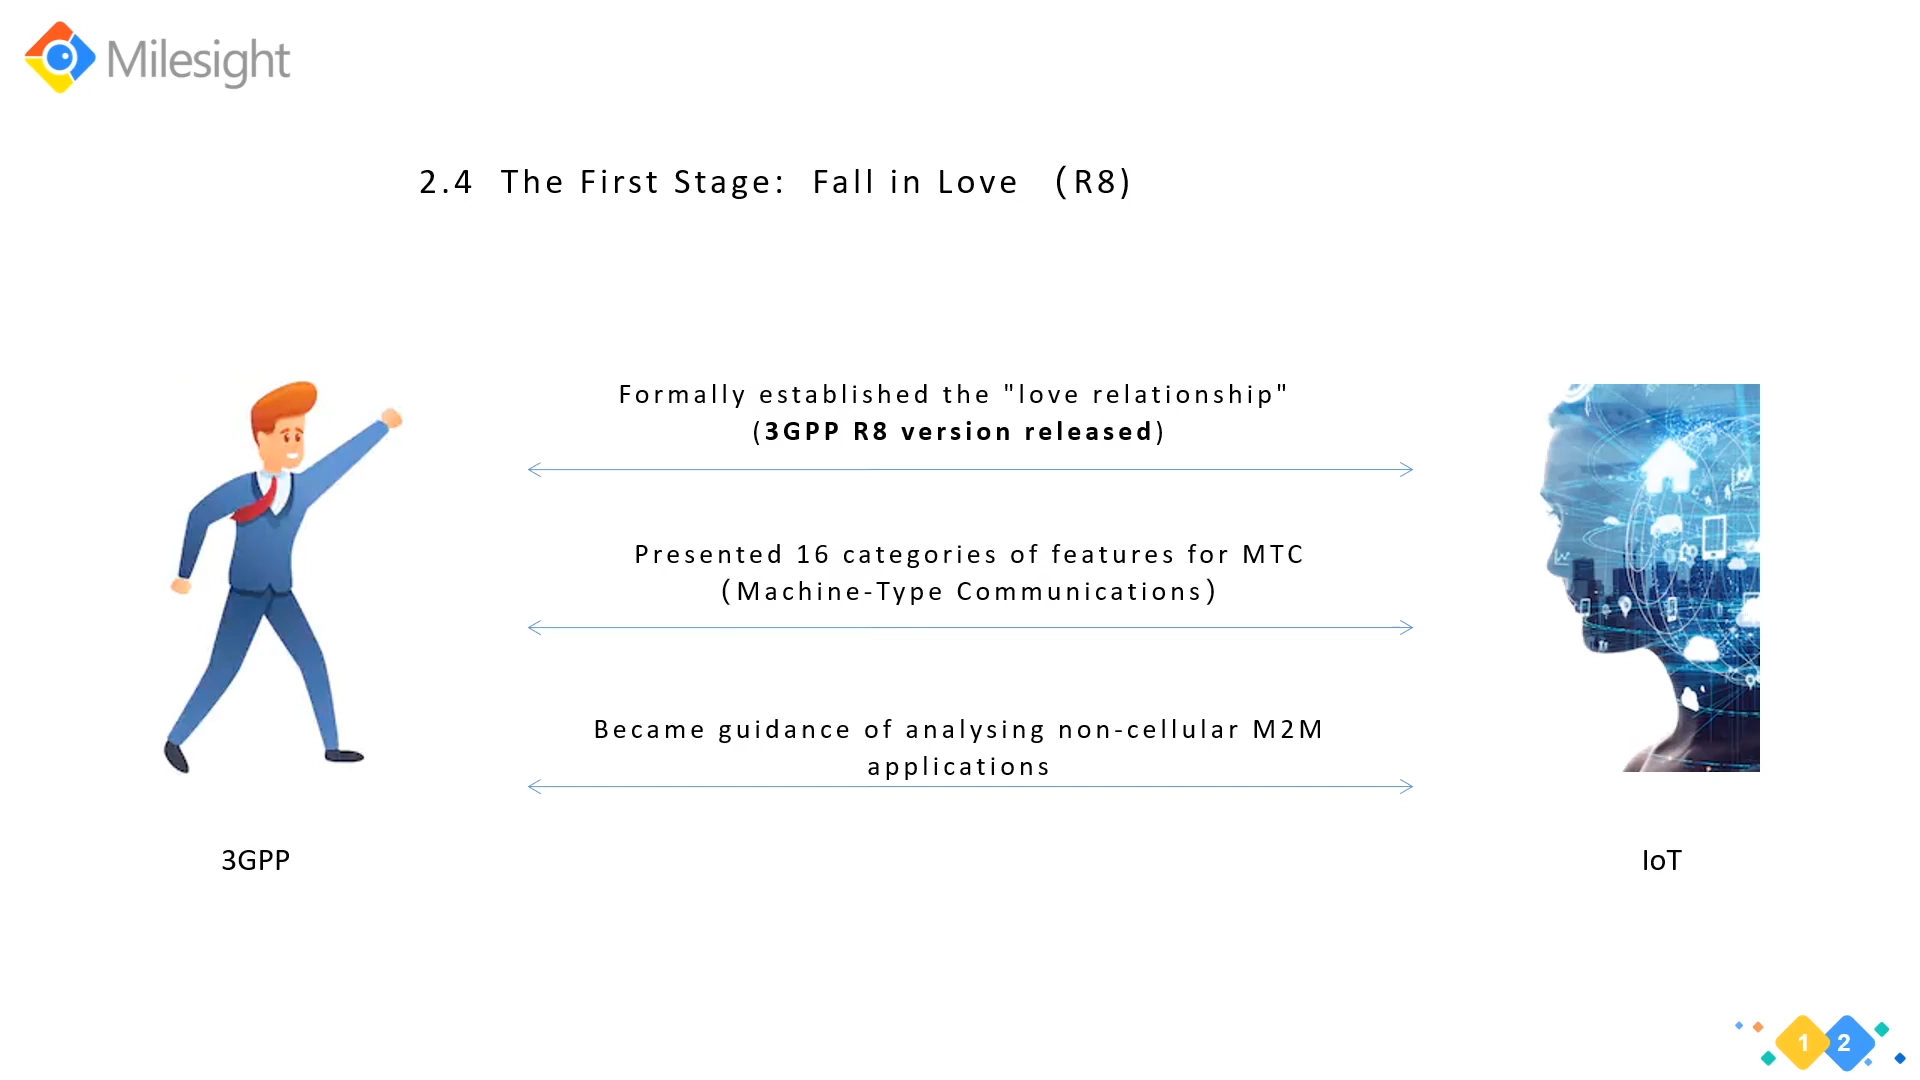 Milesight
2.4 The First Stage: Fall in Love （R8)
Formally established the "love relationship"
(3GPP R8 version released)
Presented 16 categories of features for MTC
（Machine-Type Communications）
Became guidance of analysing non-cellular M2M
applications
3GPP
IoT
1 2